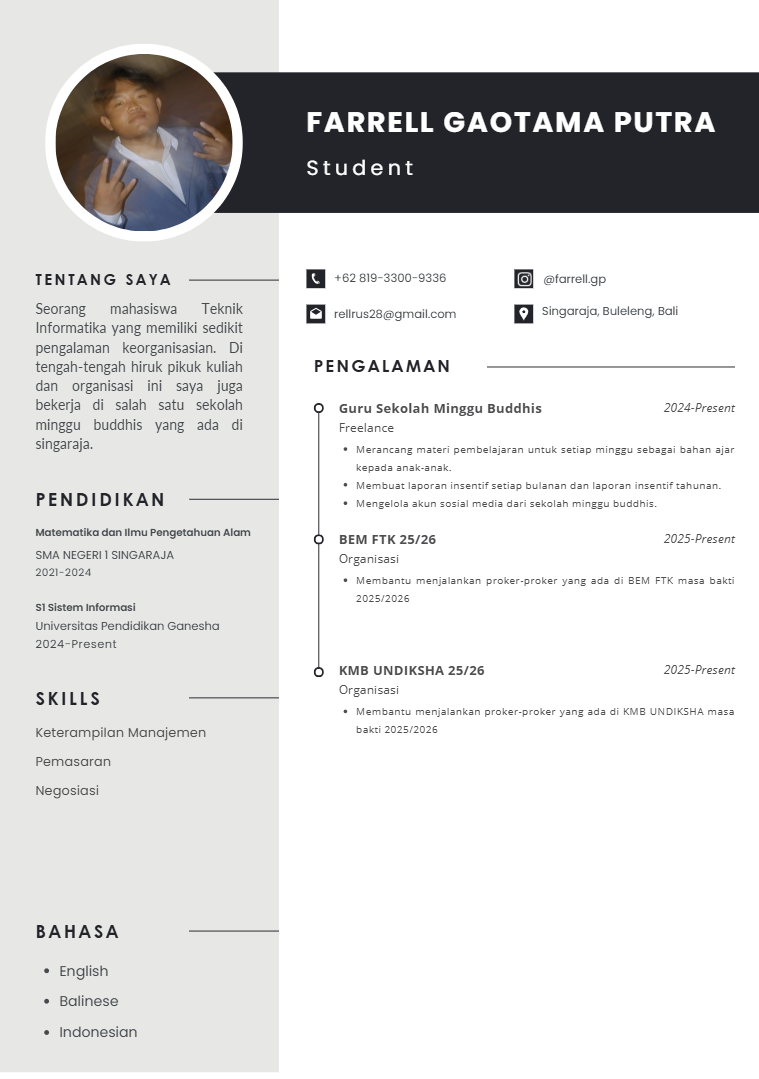 FARRELL GAOTAMA PUTRA
Student
TENTANG SAYA
Seorang mahasiswa Teknik
Informatika yang memiliki sedikit
pengalaman keorganisasian. Di
tengah-tengah hiruk pikuk kuliah
dan organisasi ini saya juga
bekerja di salah satu sekolah
minggu buddhis yang ada di
singaraja.
PENDIDIKAN
Matematika dan Ilmu Pengetahuan Alam
SMA NEGERI 1 SINGARAJA
2021-2024
S1 Sistem Informasi
Universitas Pendidikan Ganesha
2024-Present
SKILLS
Keterampilan Manajemen
Pemasaran
Negosiasi
BAHASA
• English
• Balinese
• Indonesian
+62 819-3300-9336
@farrell.gp
rellrus28@gmail.com
Singaraja, Buleleng, Bali
PENGALAMAN
Guru Sekolah Minggu Buddhis 2024-Present
Freelance
• Merancang materi pembelajaran untuk setiap minggu sebagai bahan ajar
kepada anak-anak.
• Membuat laporan insentif setiap bulanan dan laporan insentif tahunan.
• Mengelola akun sosial media dari sekolah minggu buddhis.
BEM FTK 25/26 2025-Present
Organisasi
• Membantu menjalankan proker-proker yang ada di BEM FTK masa bakti
2025/2026
KMB UNDIKSHA 25/26 2025-Present
Organisasi
• Membantu menjalankan proker-proker yang ada di KMB UNDIKSHA masa
bakti 2025/2026